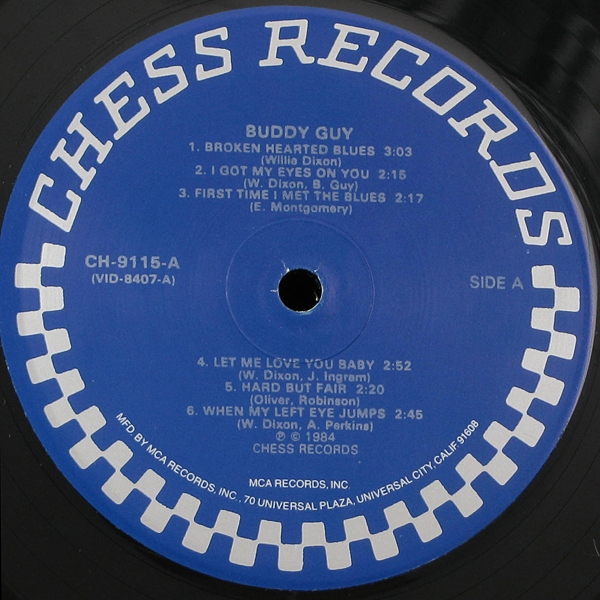 CHESS RECORDS
BUDDY GUY
1. BROKEN HEARTED BLUES 3:03
(Willie Dixon)
2. I GOT MY EYES ON YOU 2:15
(W. Dixon, B. Guy)
3. FIRST TIME I MET THE BLUES 2:17
(E. Montgomery)
CH-9115-A
(VID-8407-A)
SIDE A
4. LET ME LOVE YOU BABY 2:52
(W. Dixon, J. Ingram)
5. HARD BUT FAIR 2:20
(Oliver, Robinson)
6. WHEN MY LEFT EYE JUMPS 2:45
(W. Dixon, A. Perkins)
℗ © 1984
CHESS RECORDS
MCA RECORDS, INC
MFD BY MCA RECORDS, INC , 70 UNIVERSAL PLAZA, UNIVERSAL CITY, CALIF 91608